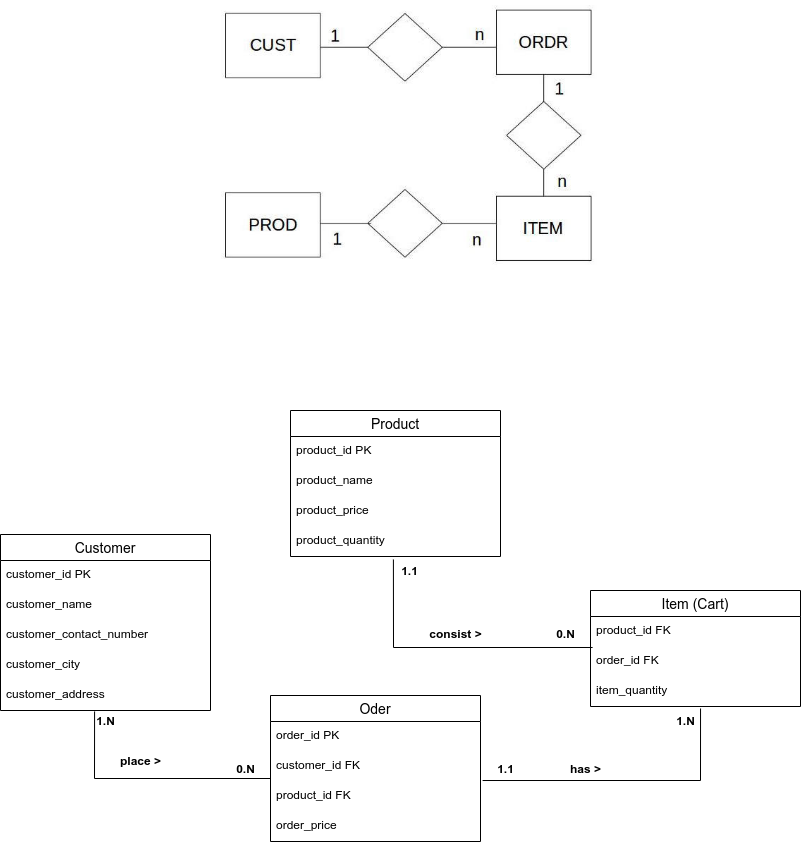 CUST
1
n
ORDR
1
n
PROD
1
n
ITEM
Product
product_id PK
product_name
product_price
product_quantity
1.1
consist >
0.N
Customer
customer_id PK
customer_name
customer_contact_number
customer_city
customer_address
1.N
place >
0.N
Item (Cart)
product_id FK
order_id FK
item_quantity
1.N
Oder
order_id PK
customer_id FK
product_id FK
order_price
1.1
has >